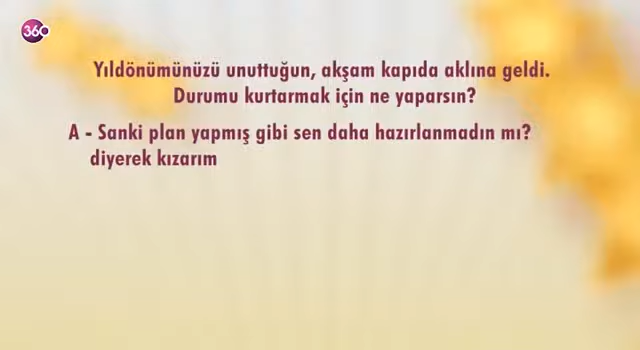 360
Yıldönümünüzü unuttuğun, akşam kapıda aklına geldi.
Durumu kurtarmak için ne yaparsın?
A - Sanki plan yapmış gibi sen daha hazırlanmadın mı?
diyerek kızarım